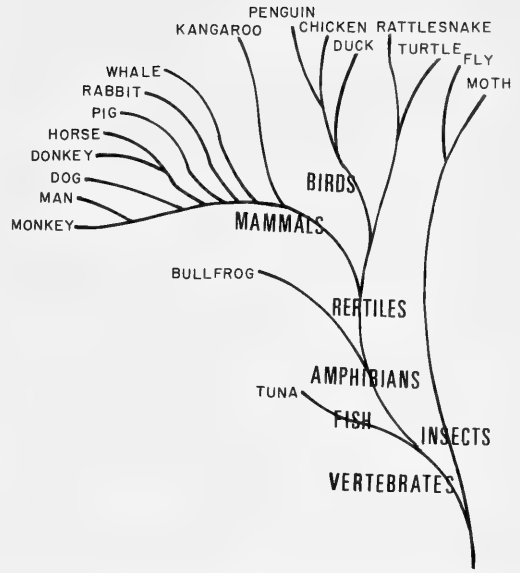 PENGUIN
KANGAROO
CHICKEN
RATTLESNAKE
DUCK
TURTLE
FLY
WHALE
MOTH
RABBIT
PIG
HORSE
DONKEY
DOG
BIRDS
MAN
MONKEY
MAMMALS
BULLFROG
REPTILES
AMPHIBIANS
TUNA
FISH
INSECTS
VERTEBRATES